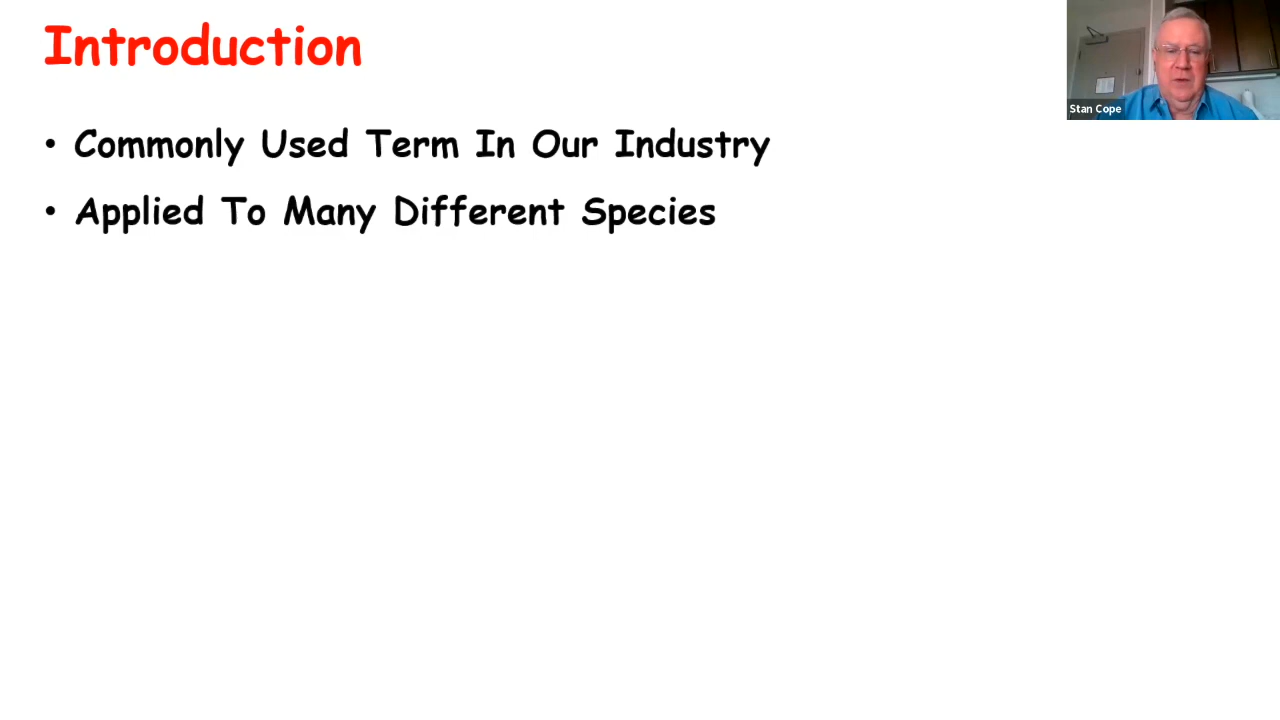 Introduction
• Commonly Used Term In Our Industry
• Applied To Many Different Species
Stan Cope